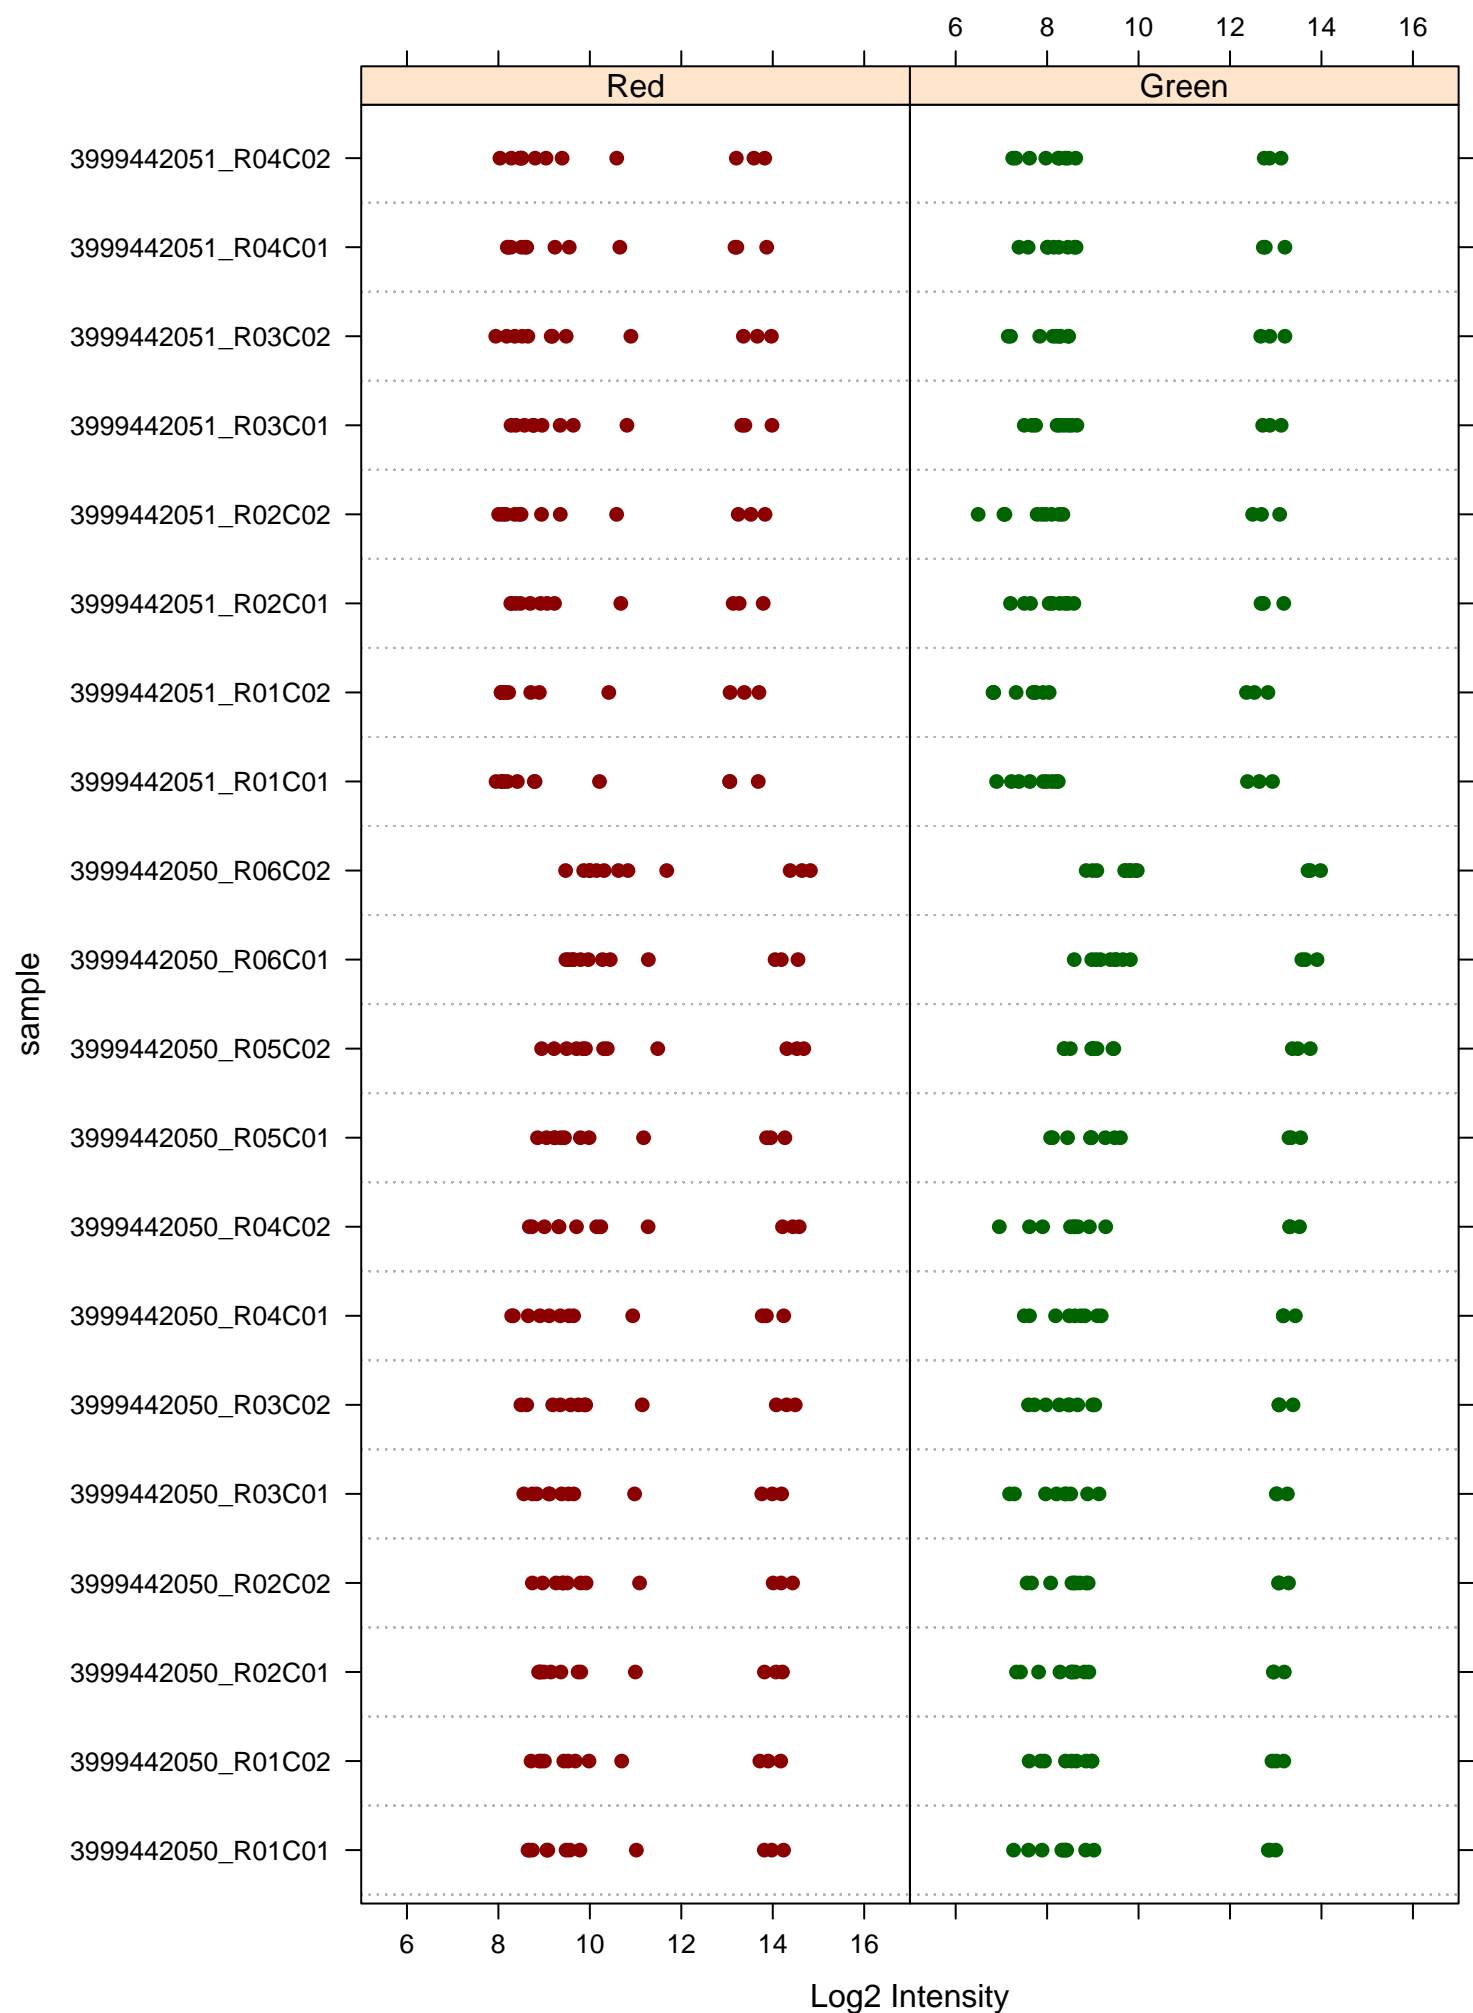 6 8 10 12 14 16
Red Green
3999442051_R04C02
3999442051_R04C01
3999442051_R03C02
3999442051_R03C01
3999442051_R02C02
3999442051_R02C01
3999442051_R01C02
3999442051_R01C01
3999442050_R06C02
3999442050_R06C01
3999442050_R05C02
3999442050_R05C01
3999442050_R04C02
3999442050_R04C01
3999442050_R03C02
3999442050_R03C01
3999442050_R02C02
3999442050_R02C01
3999442050_R01C02
3999442050_R01C01
sample
6 8 10 12 14 16
Log2 Intensity